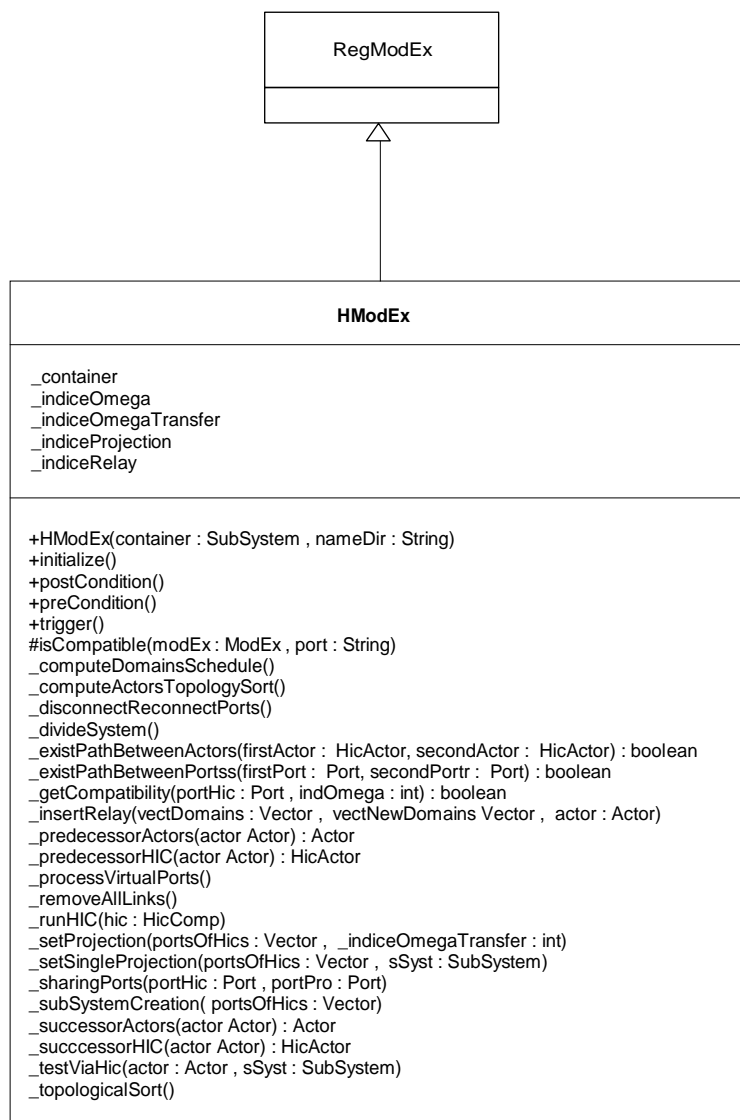 RegModEx
HModEx
_container
_indiceOmega
_indiceOmegaTransfer
_indiceProjection
_indiceRelay
+HModEx(container : SubSystem , nameDir : String)
+initialize()
+postCondition()
+preCondition()
+trigger()
#isCompatible(modEx : ModEx , port : String)
_computeDomainsSchedule()
_computeActorsTopologySort()
_disconnectReconnectPorts()
_divideSystem()
_existPathBetweenActors(firstActor : HicActor, secondActor : HicActor) : boolean
_existPathBetweenPortss(firstPort : Port, secondPortr : Port) : boolean
_getCompatibility(portHic : Port , indOmega : int) : boolean
_insertRelay(vectDomains : Vector , vectNewDomains Vector , actor : Actor)
_predecessorActors(actor Actor) : Actor
_predecessorHIC(actor Actor) : HicActor
_processVirtualPorts()
_removeAllLinks()
_runHIC(hic : HicComp)
_setProjection(portsOfHics : Vector , _indiceOmegaTransfer : int)
_setSingleProjection(portsOfHics : Vector , sSyst : SubSystem)
_sharingPorts(portHic : Port , portPro : Port)
_subSystemCreation( portsOfHics : Vector)
_successorActors(actor Actor) : Actor
_succcessorHIC(actor Actor) : HicActor
_testViaHic(actor : Actor , sSyst : SubSystem)
_topologicalSort()